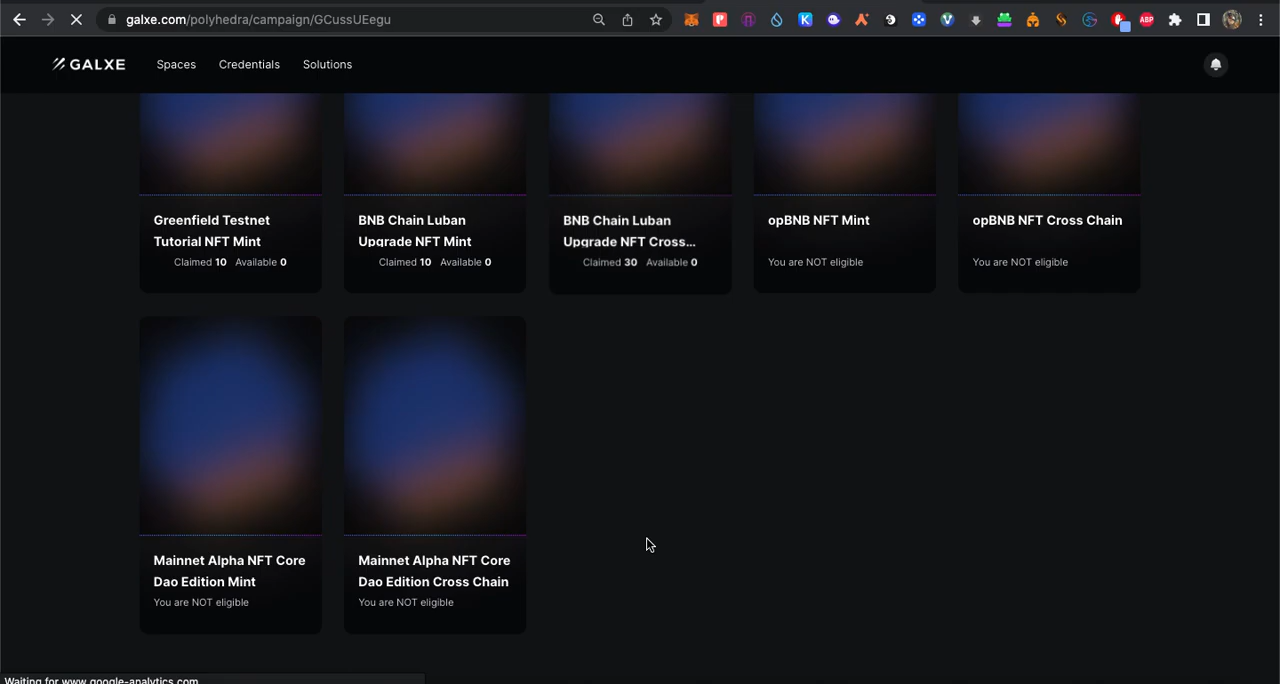 galxe.com/polyhedra/campaign/GCussUEegu
ABP
GALXE
Spaces
Credentials
Solutions
Greenfield Testnet
Tutorial NFT Mint
Claimed 10 Available 0
BNB Chain Luban
Upgrade NFT Mint
Claimed 10 Available 0
BNB Chain Luban
Upgrade NFT Cross...
Claimed 30 Available 0
opBNB NFT Mint
You are NOT eligible
opBNB NFT Cross Chain
You are NOT eligible
Mainnet Alpha NFT Core
Dao Edition Mint
You are NOT eligible
Mainnet Alpha NFT Core
Dao Edition Cross Chain
You are NOT eligible
Waiting for www.google-analytics.com